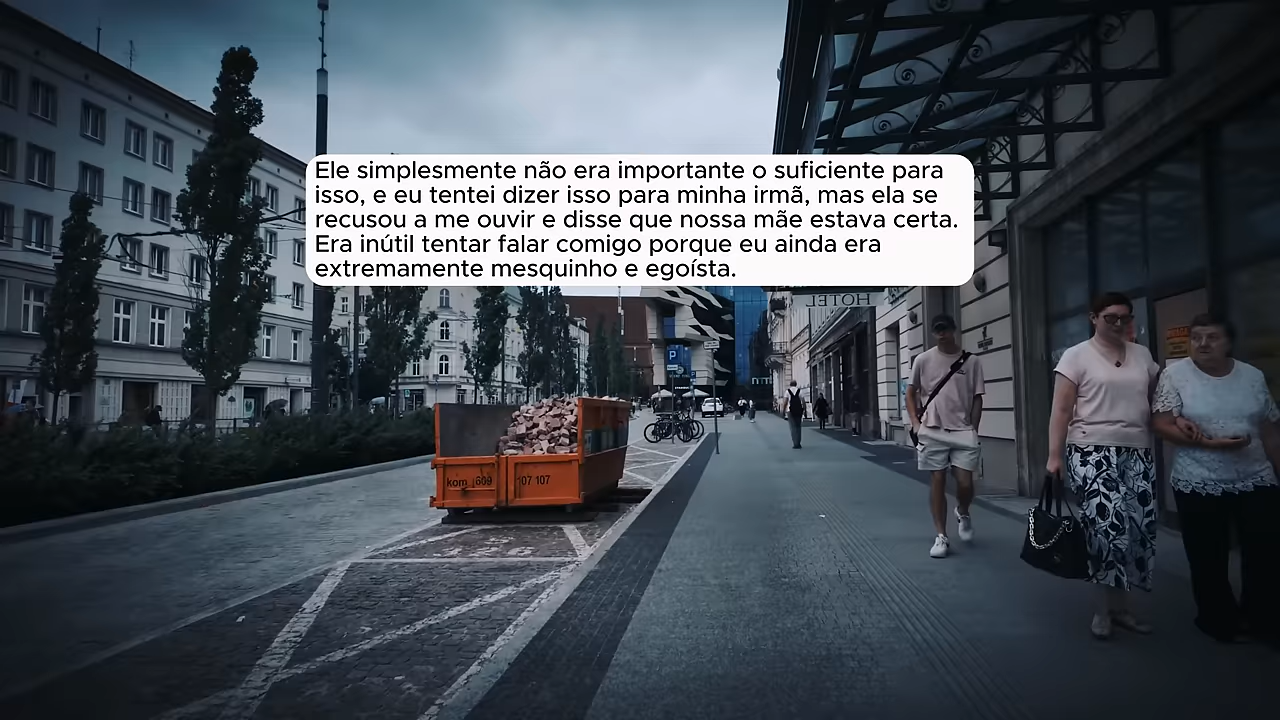 Ele simplesmente não era importante o suficiente para
isso, e eu tentei dizer isso para minha irmã, mas ela se
recusou a me ouvir e disse que nossa mãe estava certa.
Era inútil tentar falar comigo porque eu ainda era
extremamente mesquinho e egoísta.
HOTEL
P
kom 609
107 107